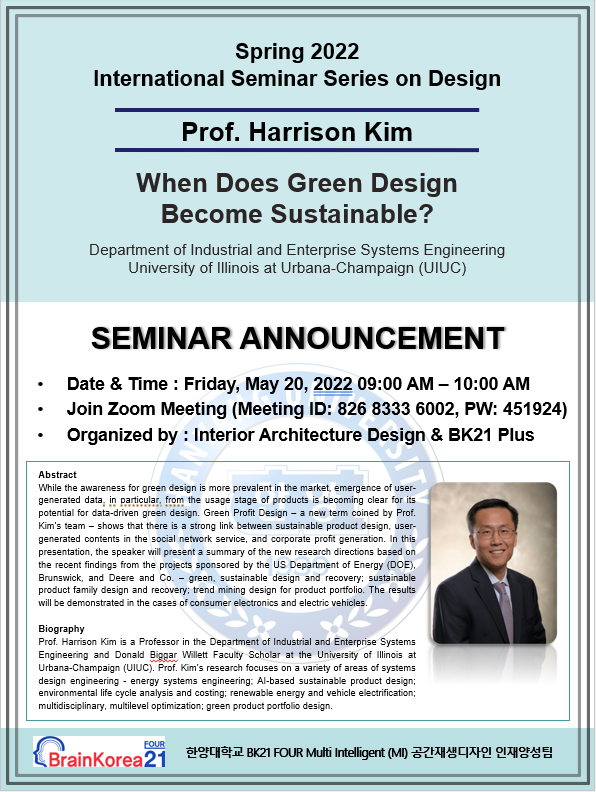 Spring 2022
International Seminar Series on Design
Prof. Harrison Kim
When Does Green Design
Become Sustainable?
Department of Industrial and Enterprise Systems Engineering
University of Illinois at Urbana-Champaign (UIUC)
SEMINAR ANNOUNCEMENT
• Date & Time : Friday, May 20, 2022 09:00 AM – 10:00 AM
• Join Zoom Meeting (Meeting ID: 826 8333 6002, PW: 451924)
• Organized by : Interior Architecture Design & BK21 Plus
Abstract
While the awareness for green design is more prevalent in the market, emergence of user-
generated data, in particular, from the usage stage of products is becoming clear for its
potential for data-driven green design. Green Profit Design – a new term coined by Prof.
Kim's team – shows that there is a strong link between sustainable product design, user-
generated contents in the social network service, and corporate profit generation. In this
presentation, the speaker will present a summary of the new research directions based on
the recent findings from the projects sponsored by the US Department of Energy (DOE),
Brunswick, and Deere and Co. – green, sustainable design and recovery; sustainable
product family design and recovery; trend mining design for product portfolio. The results
will be demonstrated in the cases of consumer electronics and electric vehicles.
Biography
Prof. Harrison Kim is a Professor in the Department of Industrial and Enterprise Systems
Engineering and Donald Biggar Willett Faculty Scholar at the University of Illinois at
Urbana-Champaign (UIUC). Prof. Kim's research focuses on a variety of areas of systems
design engineering - energy systems engineering; AI-based sustainable product design;
environmental life cycle analysis and costing; renewable energy and vehicle electrification;
multidisciplinary, multilevel optimization; green product portfolio design.
FOUR
BrainKorea21
한양대학교 BK21 FOUR Multi Intelligent (MI) 공간재생디자인 인재양성팀